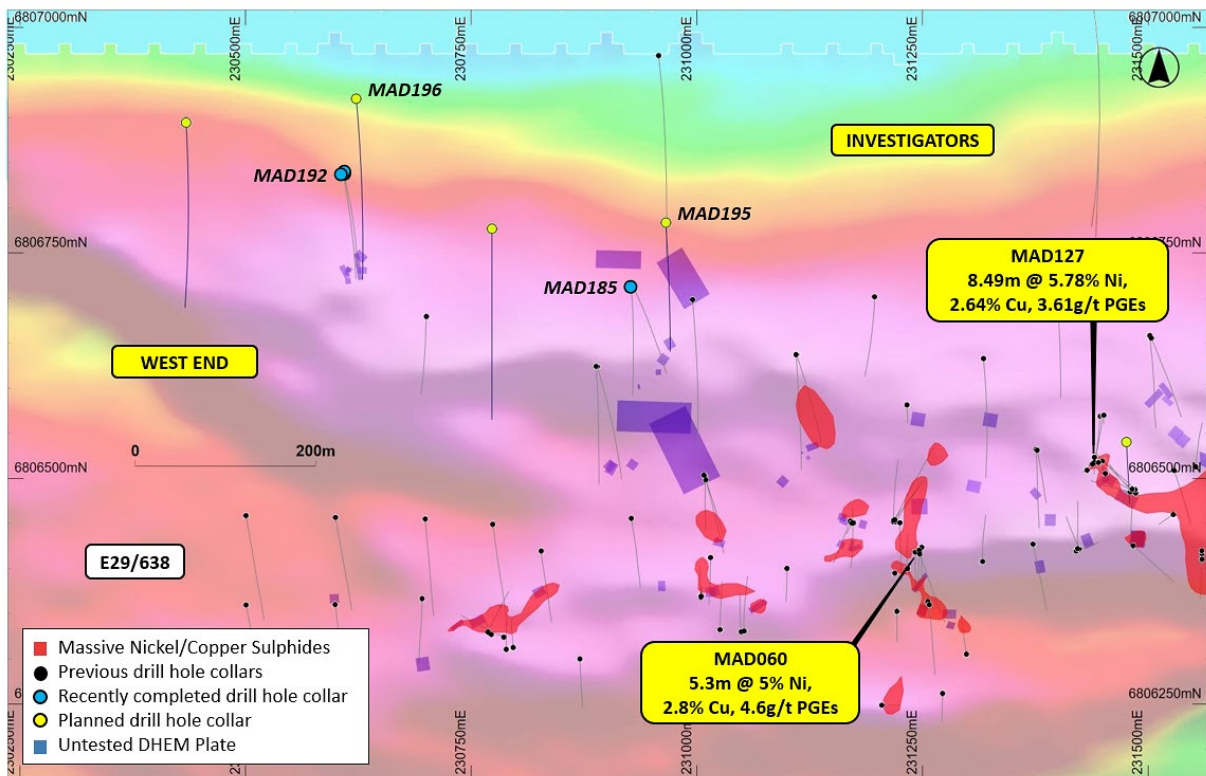 6807000mN
6807000mN
230250mE
230500mE
230750mE
231000mE
231250mE
231500mE
MAD196
INVESTIGATORS
MAD192
MAD195
6806750mN
6806750mN
MAD185
MAD127
8.49m @ 5.78% Ni,
2.64% Cu, 3.61g/t PGEs
WEST END
0
200m
6806500mN
6806500mN
E29/638
MAD060
5.3m @ 5% Ni,
2.8% Cu, 4.6g/t PGEs
Massive Nickel/Copper Sulphides
Previous drill hole collars
Recently completed drill hole collar
Planned drill hole collar
Untested DHEM Plate
6806250mN
230750mE
231000mE
231250mE
231500mE